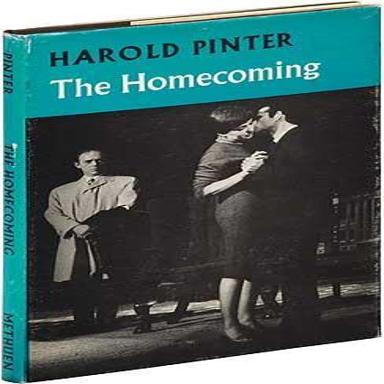 HAROLD PINTER
The Homecoming
PINTER
THE HOMECOMING
METHUEN